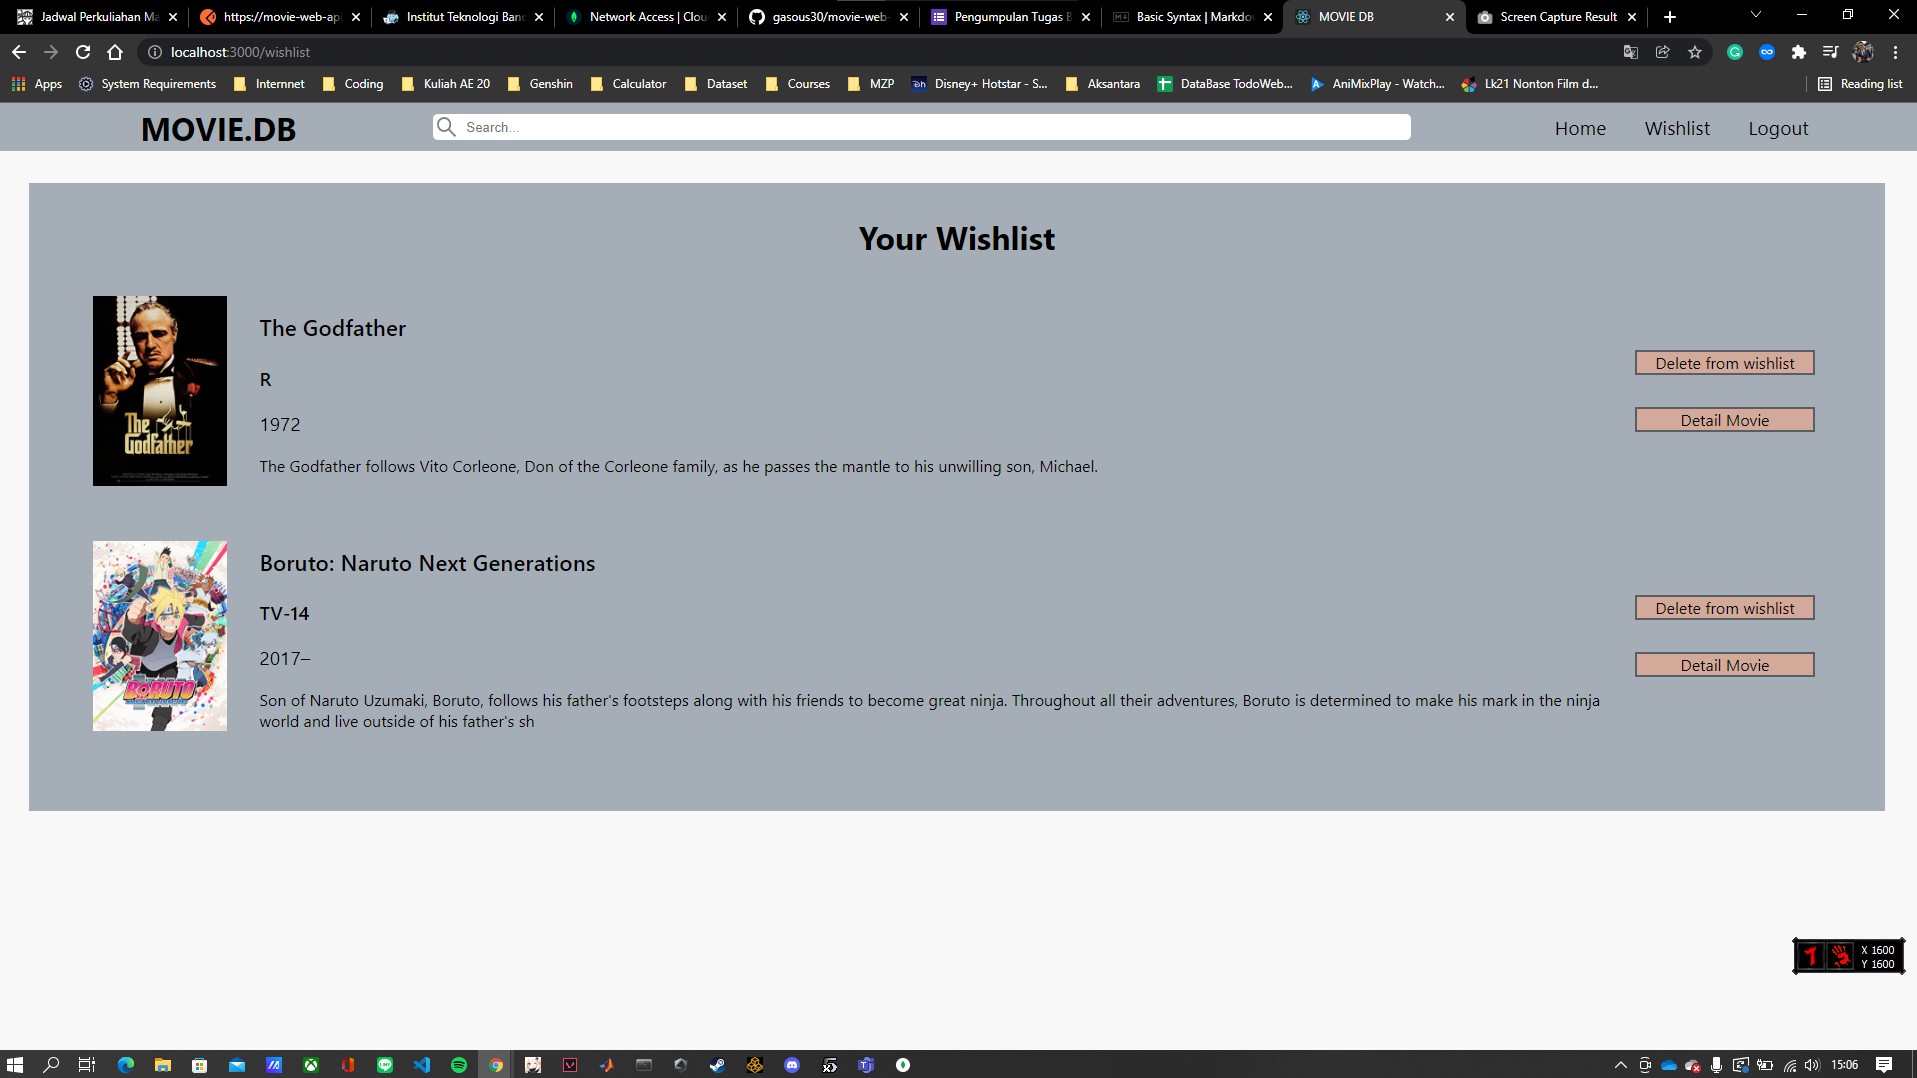 Jadwal Perkuliahan Ma
https://movie-web-api
Institut Teknologi Banc
Network Access | Clou
gasous30/movie-web-
Pengumpulan Tugas B
Basic Syntax | Markdo
MOVIE DB
Screen Capture Result
localhost:3000/wishlist
Apps
System Requirements
Internet
Coding
Kuliah AE 20
Genshin
Calculator
Dataset
Courses
MZP
Disney+ Hotstar - S...
Aksantara
DataBase TodoWeb...
AniMixPlay - Watch...
Lk21 Nonton Film d...
Reading list
MOVIE.DB
Search...
Home
Wishlist
Logout
Your Wishlist
The Godfather
The Godfather
R
1972
The Godfather follows Vito Corleone, Don of the Corleone family, as he passes the mantle to his unwilling son, Michael.
Delete from wishlist
Detail Movie
BORUTO
Boruto: Naruto Next Generations
TV-14
2017–
Son of Naruto Uzumaki, Boruto, follows his father's footsteps along with his friends to become great ninja. Throughout all their adventures, Boruto is determined to make his mark in the ninja
world and live outside of his father's sh
Delete from wishlist
Detail Movie
X 1600
Y 1600
15:06